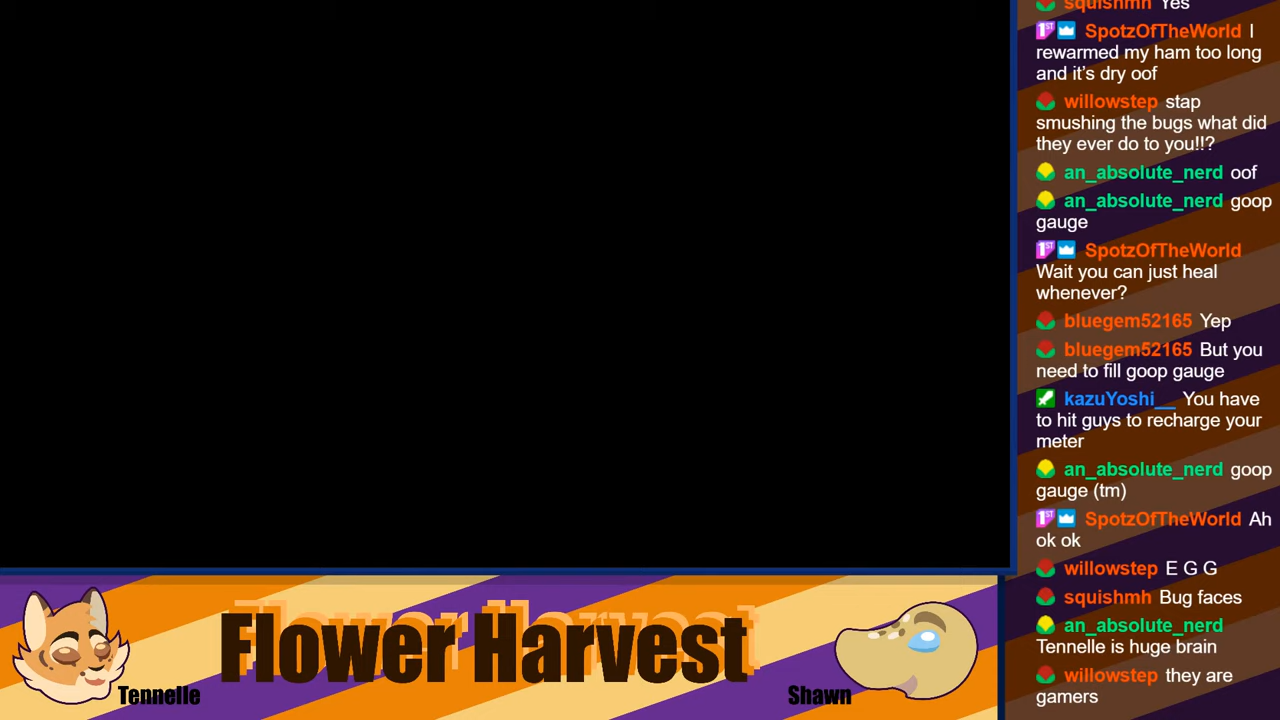 squishmh Yes
SpotzOfTheWorld I
rewarmed my ham too long
and it's dry oof
willowstep stap
smushing the bugs what did
they ever do to you!!?
an_absolute_nerd oof
an_absolute_nerd goop
gauge
SpotzOfTheWorld
Wait you can just heal
whenever?
bluegem52165 Yep
bluegem52165 But you
need to fill goop gauge
kazuYoshi__ You have
to hit guys to recharge your
meter
an_absolute_nerd goop
gauge (tm)
SpotzOfTheWorld Ah
ok ok
willowstep E G G
squishmh Bug faces
an_absolute_nerd
Tennelle is huge brain
willowstep they are
gamers
Flower Harvest
Tennelle
Shawn